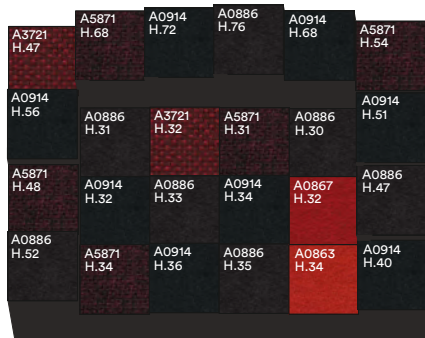 A3721
H.47
A5871
H.68
A0914
H.72
A0886
H.76
A0914
H.68
A5871
H.54
A0914
H.56
A0886
H.31
A3721
H.32
A5871
H.31
A0886
H.30
A0914
H.51
A5871
H.48
A0914
H.32
A0886
H.33
A0914
H.34
A0867
H.32
A0886
H.47
A0886
H.52
A5871
H.34
A0914
H.36
A0886
H.35
A0863
H.34
A0914
H.40